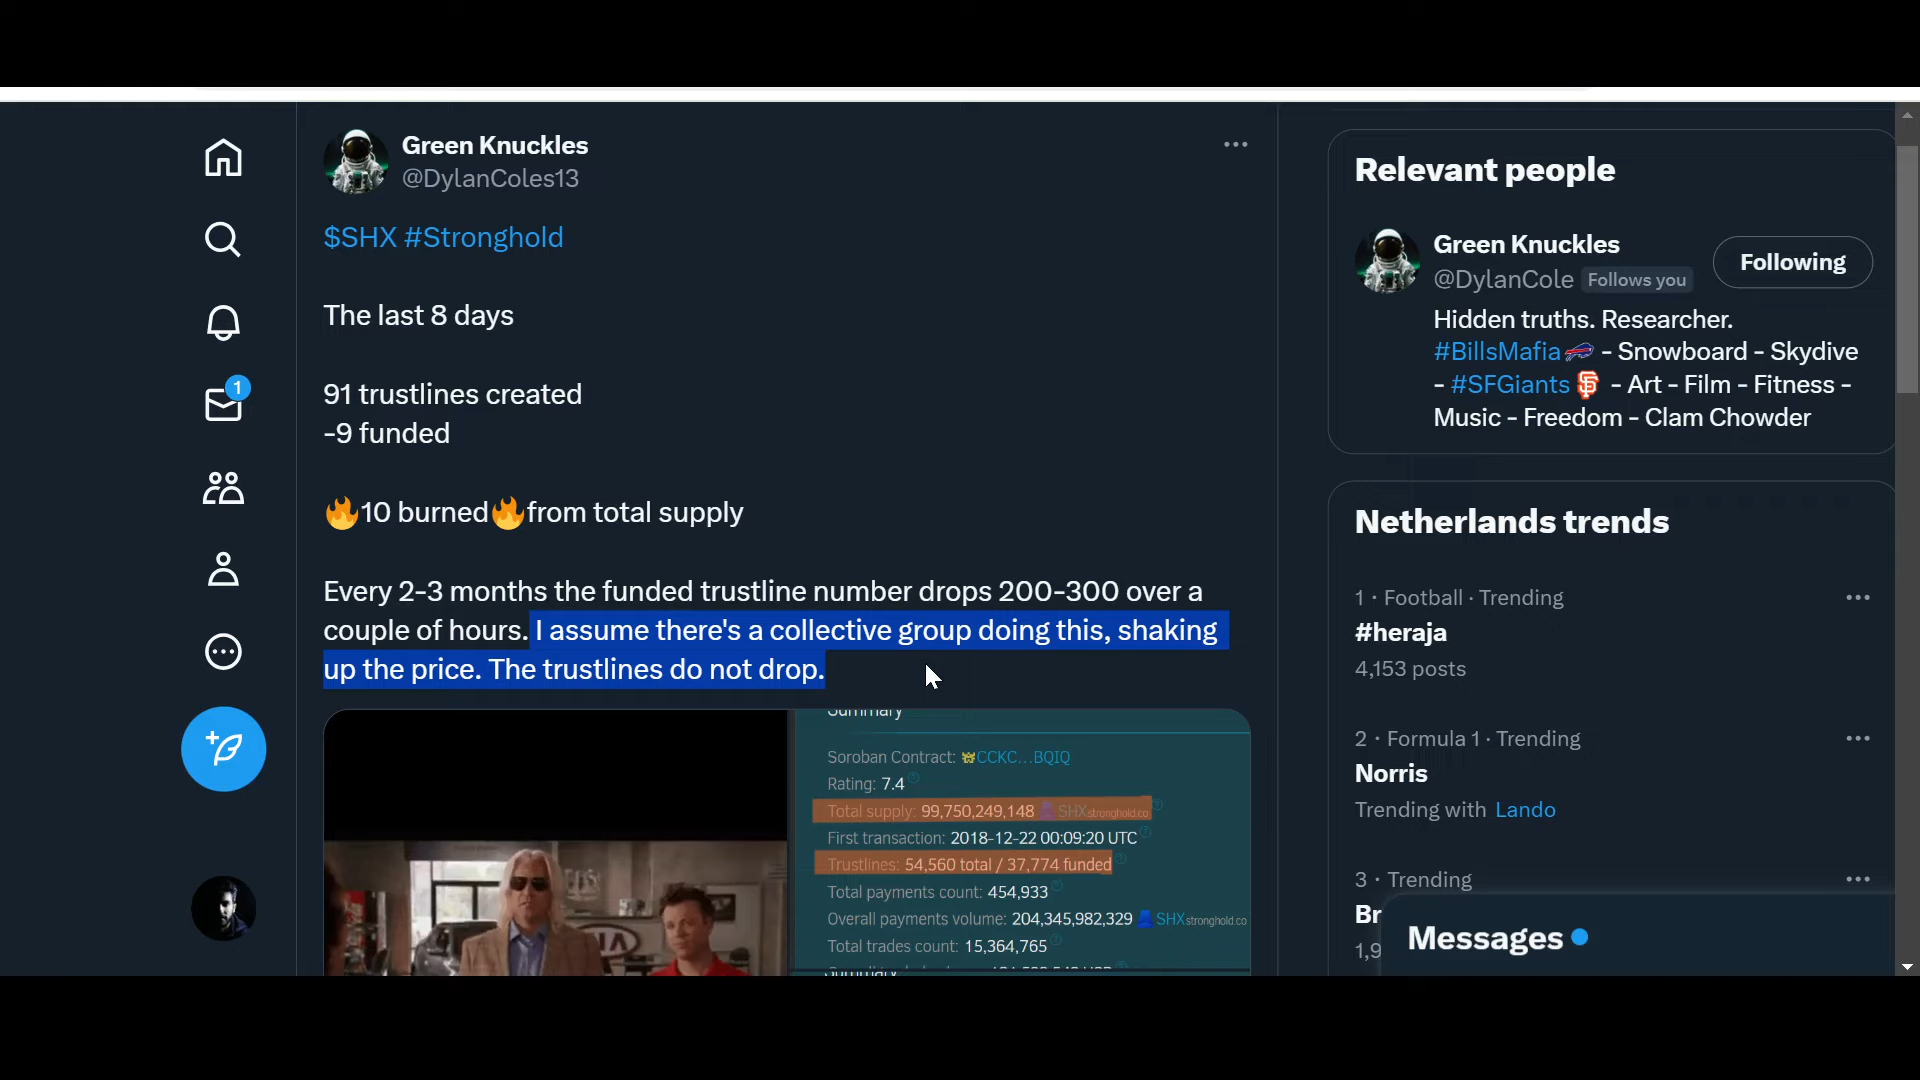 Green Knuckles
@DylanColes13
$SHX #Stronghold
The last 8 days
91 trustlines created
-9 funded
🔥10 burned🔥from total supply
Every 2-3 months the funded trustline number drops 200-300 over a
couple of hours. I assume there's a collective group doing this, shaking
up the price. The trustlines do not drop.
Summary
Soroban Contract: CCKC...BQIQ
Rating: 7.4
Total supply: 99,750,249,148 SHXstronghold.co
First transaction: 2018-12-22 00:09:20 UTC
Trustlines: 54,560 total / 37,774 funded
Total payments count: 454,933
Overall payments volume: 204,345,982,329 SHXstronghold.co
Total trades count: 15,364,765
KIA
1
Relevant people
Green Knuckles
@DylanCole Follows you
Following
Hidden truths. Researcher.
#BillsMafia - Snowboard - Skydive
- #SFGiants - Art - Film - Fitness -
Music - Freedom - Clam Chowder
Netherlands trends
1 · Football · Trending
#heraja
4,153 posts
2 · Formula 1 · Trending
Norris
Trending with Lando
3 · Trending
Br
1,9
Messages